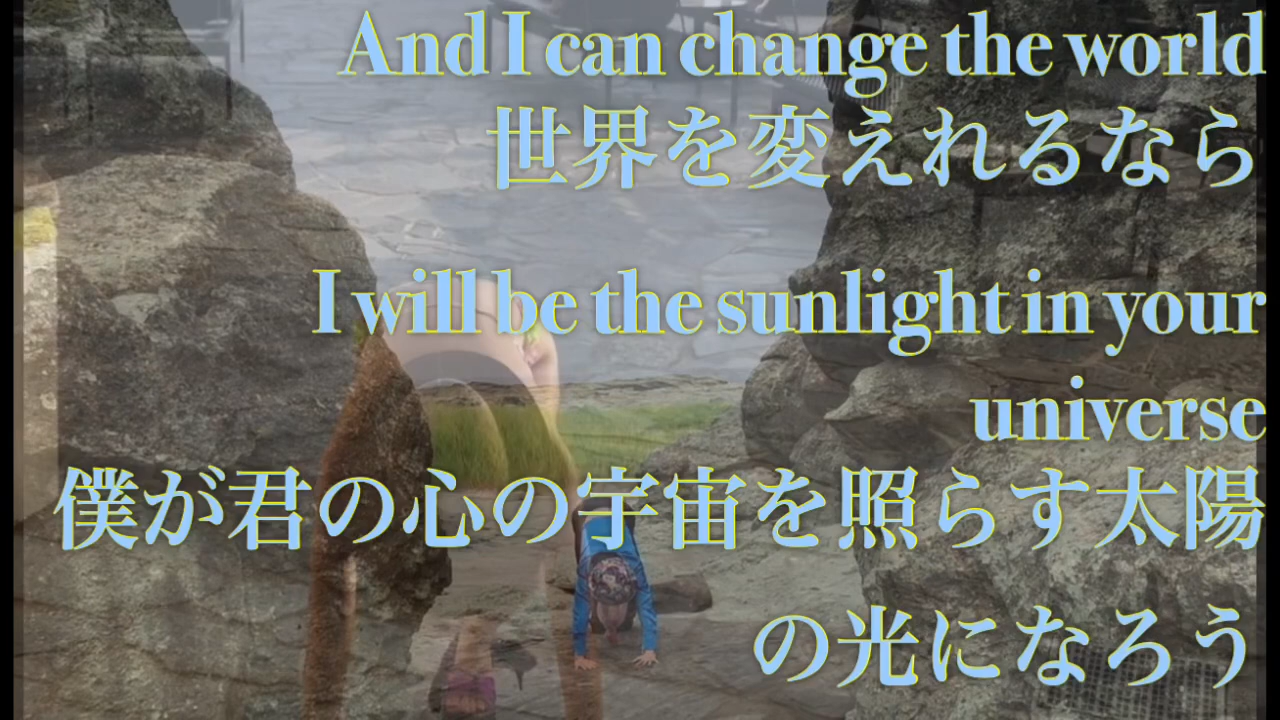 And I can change the world
世界を変えれるなら
I will be the sunlight in your
universe
僕が君の心の宇宙を照らす太陽
の光になろう